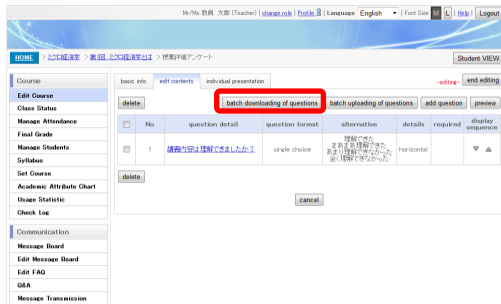 Mr/Ms 教員 太郎 (Teacher) | change role | Profile | Language English ▼ | Font Size M L | Help | Logout
HOME > ミクロ経済学 > 第1回 ミクロ経済学とは > 授業評価アンケート
Student VIEW
Course
Edit Course
Class Status
Manage Attendance
Final Grade
Manage Students
Syllabus
Set Course
Academic Attribute Chart
Usage Statistic
Check Log
Communication
Message Board
Edit Message Board
Edit FAQ
Q&A
Message Transmission
basic info. edit contents individual presentation
-editing- end editing
delete batch downloading of questions batch uploading of questions add question preview
No question detail question format alternative details required display sequence
1 講義内容は理解できましたか? single choice 理解できた horizontal ▽ △
まあまあ理解できた
あまり理解できなかった
全く理解できなかった
delete
cancel